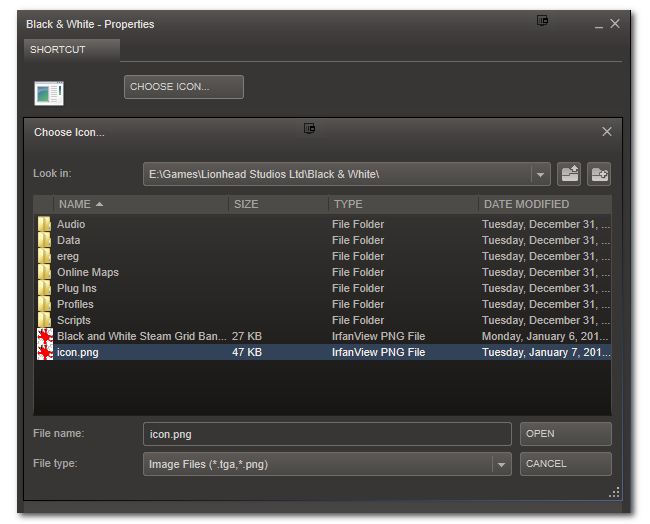 Black & White - Properties
SHORTCUT
CHOOSE ICON...
Choose Icon...
Look in: E:\Games\Lionhead Studios Ltd\Black & White\
NAME SIZE TYPE DATE MODIFIED
Audio File Folder Tuesday, December 31, ...
Data File Folder Tuesday, December 31, ...
ereg File Folder Tuesday, December 31, ...
Online Maps File Folder Tuesday, December 31, ...
Plug Ins File Folder Tuesday, December 31, ...
Profiles File Folder Tuesday, December 31, ...
Scripts File Folder Tuesday, December 31, ...
Black and White Steam Grid Ban... 27 KB IrfanView PNG File Monday, January 6, 201...
icon.png 47 KB IrfanView PNG File Tuesday, January 7, 201...
File name: icon.png OPEN
File type: Image Files (*.tga,*.png) CANCEL